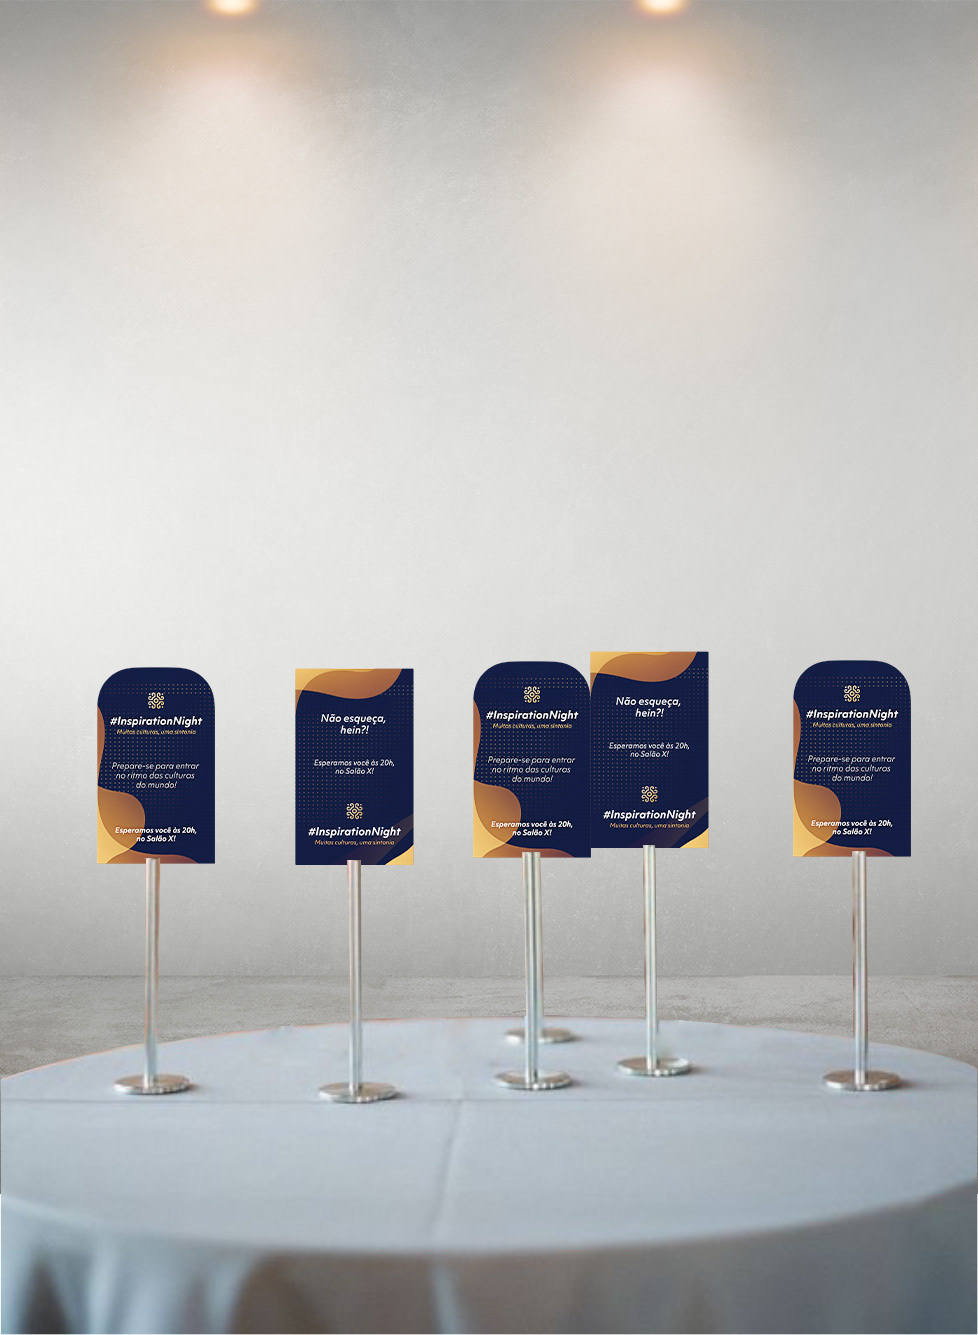 #InspirationNight
Muitas culturas, uma sintonia
Prepare-se para entrar
no ritmo das culturas
do mundo!
Esperamos você às 20h,
no Salão X!
Não esqueça,
hein?!
Esperamos você às 20h,
no Salão X!
#InspirationNight
Muitas culturas, uma sintonia
#InspirationNight
Muitas culturas, uma sintonia
Prepare-se para entrar
no ritmo das culturas
do mundo!
Esperamos você às 20h,
no Salão X!
Não esqueça,
hein?!
Esperamos você às 20h,
no Salão X!
#InspirationNight
Muitas culturas, uma sintonia
#InspirationNight
Muitas culturas, uma sintonia
Prepare-se para entrar
no ritmo das culturas
do mundo!
Esperamos você às 20h,
no Salão X!